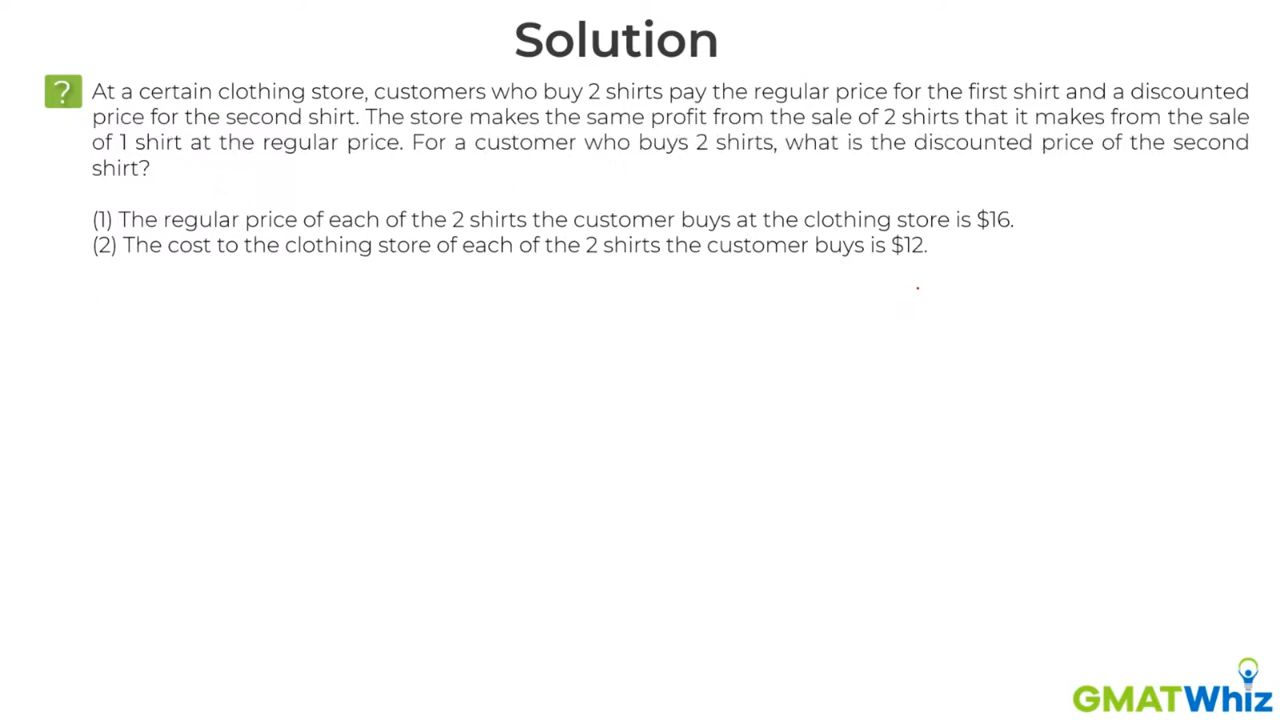 Solution
?
At a certain clothing store, customers who buy 2 shirts pay the regular price for the first shirt and a discounted
price for the second shirt. The store makes the same profit from the sale of 2 shirts that it makes from the sale
of 1 shirt at the regular price. For a customer who buys 2 shirts, what is the discounted price of the second
shirt?
(1) The regular price of each of the 2 shirts the customer buys at the clothing store is $16.
(2) The cost to the clothing store of each of the 2 shirts the customer buys is $12.
GMATWhiz